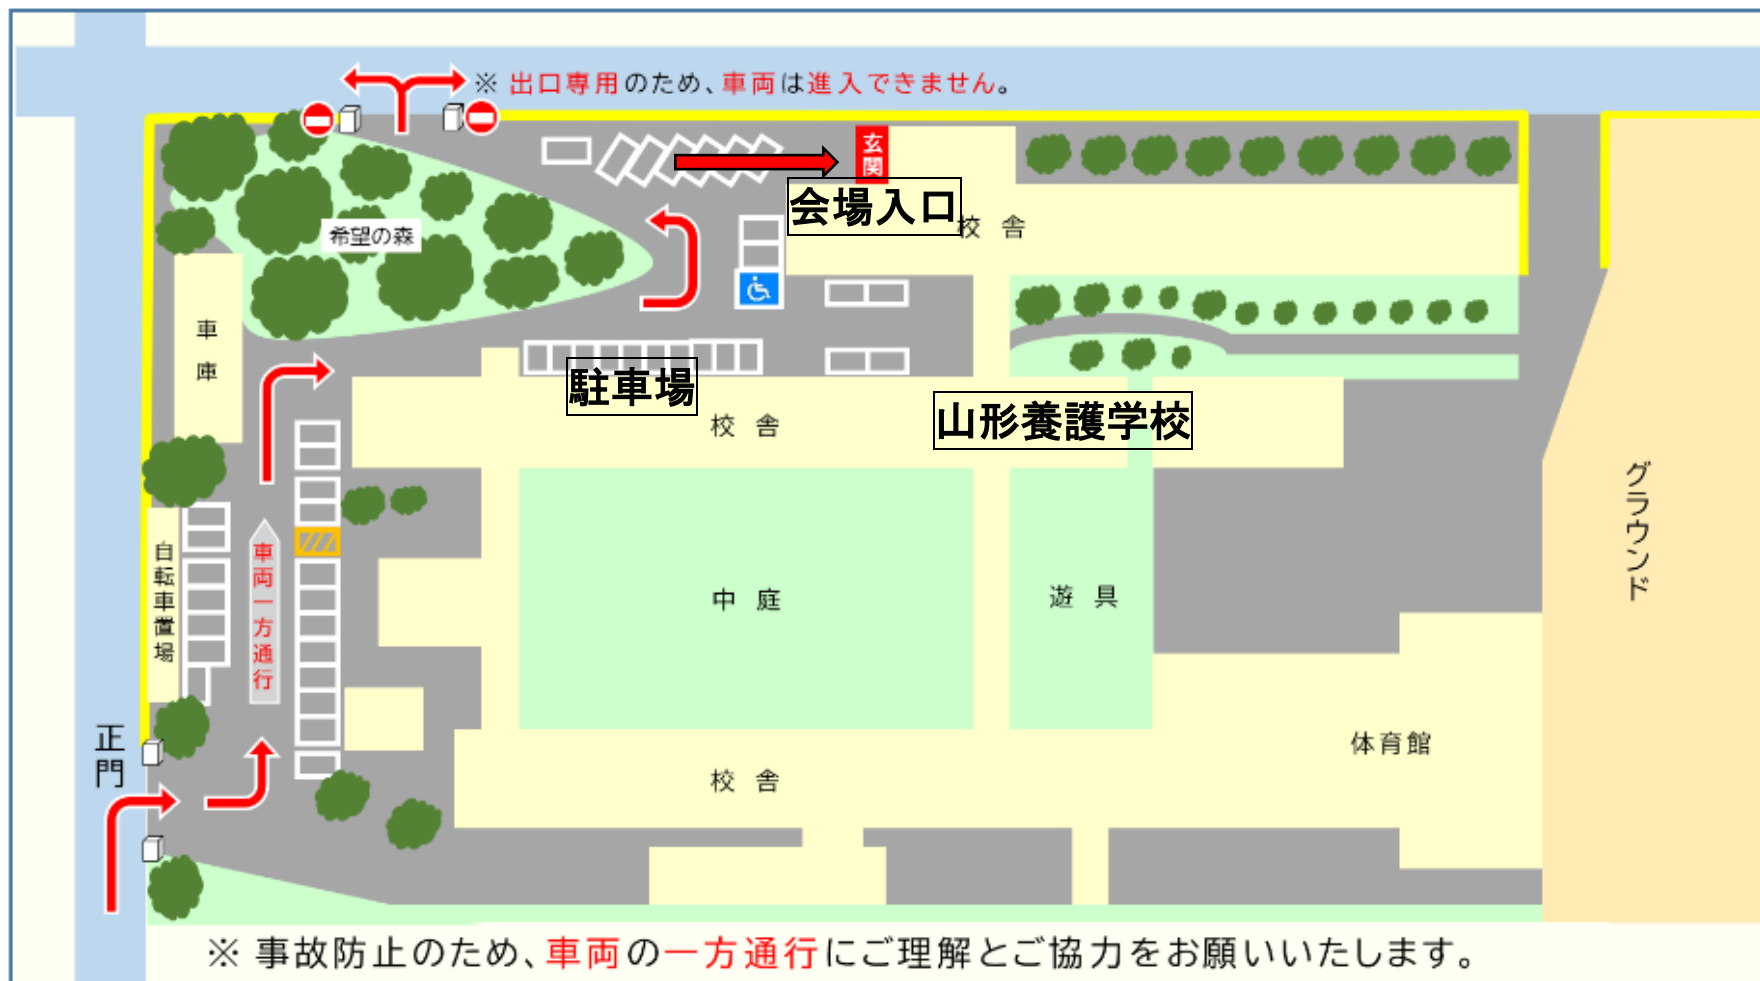 ※ 出口専用のため、車両は進入できません。
玄関
会場入口
校 舎
希望の森
車庫
駐車場
校 舎
山形養護学校
グラウンド
自転車置場
車両一方通行
中 庭
遊 具
正門
体育館
校 舎
※ 事故防止のため、車両の一方通行にご理解とご協力をお願いいたします。